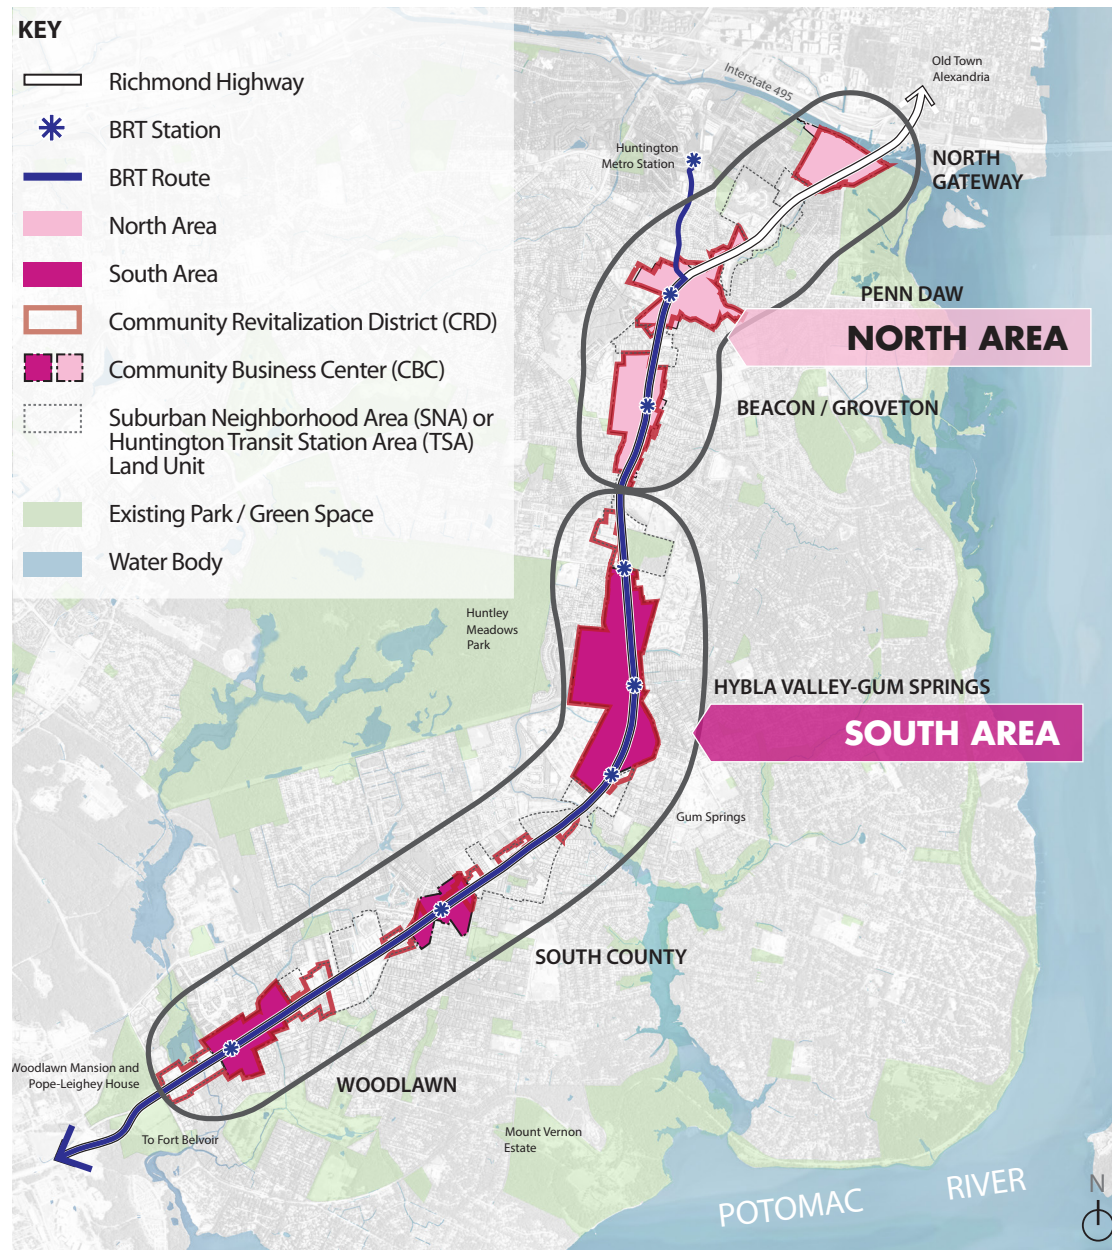 KEY
Richmond Highway
BRT Station
BRT Route
North Area
South Area
Community Revitalization District (CRD)
Community Business Center (CBC)
Suburban Neighborhood Area (SNA) or
Huntington Transit Station Area (TSA)
Land Unit
Existing Park / Green Space
Water Body
Old Town
Alexandria
Interstate 495
Huntington
Metro Station
NORTH
GATEWAY
PENN DAW
NORTH AREA
BEACON / GROVETON
Huntley
Meadows
Park
HYBLA VALLEY-GUM SPRINGS
SOUTH AREA
Gum Springs
SOUTH COUNTY
Woodlawn Mansion and
Pope-Leighey House
WOODLAWN
To Fort Belvoir
Mount Vernon
Estate
POTOMAC RIVER
N